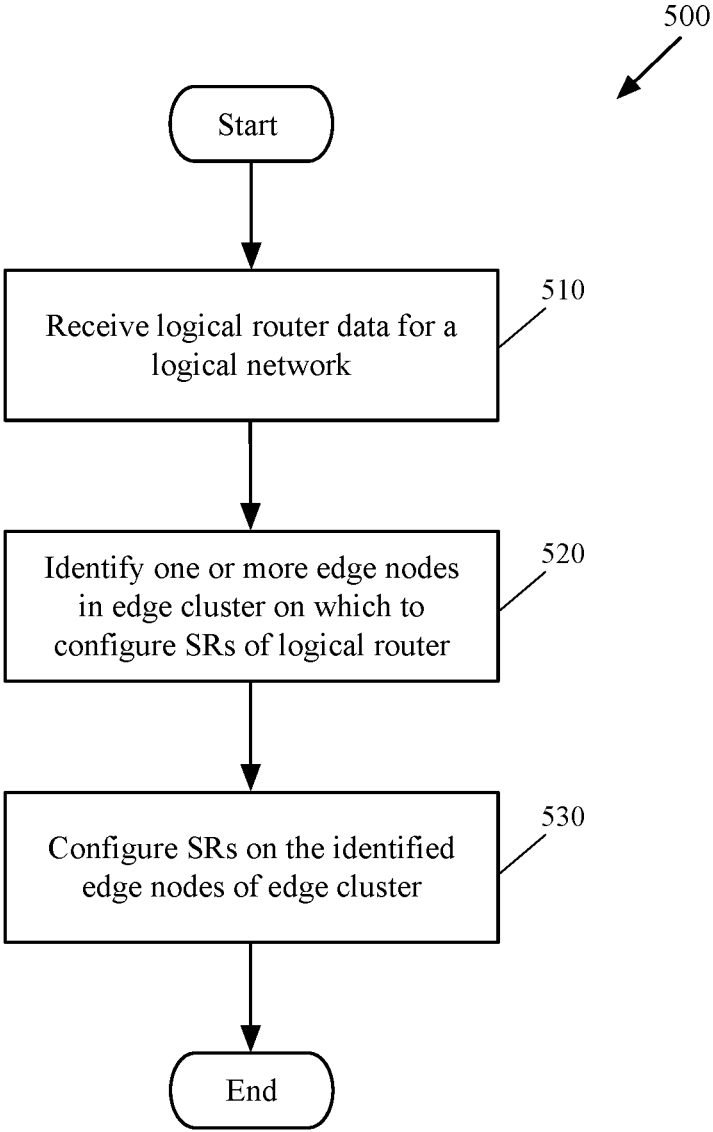 500
Start
510
Receive logical router data for a
logical network
520
Identify one or more edge nodes
in edge cluster on which to
configure SRs of logical router
530
Configure SRs on the identified
edge nodes of edge cluster
End